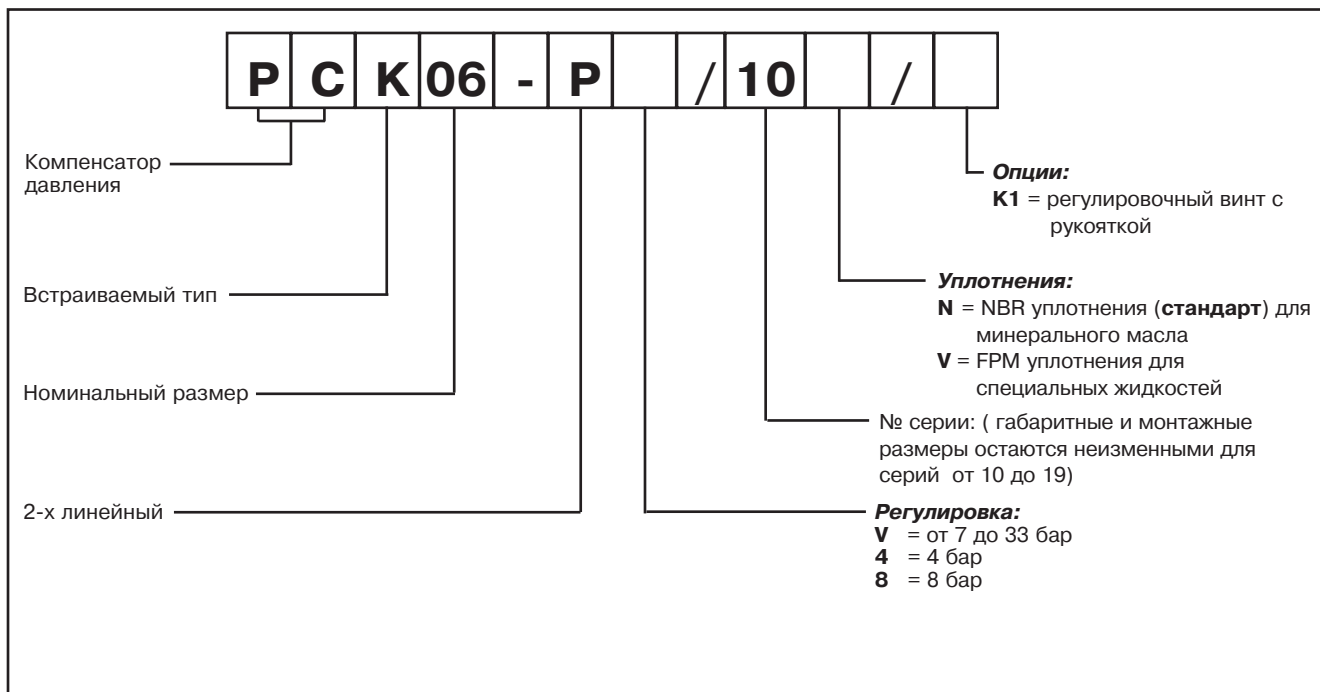 PCK06 - P / 10 /
Компенсатор
давления
Встраиваемый тип
Номинальный размер
2-х линейный
Опции:
K1 = регулировочный винт с
рукояткой
Уплотнения:
N = NBR уплотнения (стандарт) для
минерального масла
V = FPM уплотнения для
специальных жидкостей
№ серии: ( габаритные и монтажные
размеры остаются неизменными для
серий от 10 до 19)
Регулировка:
V = от 7 до 33 бар
4 = 4 бар
8 = 8 бар